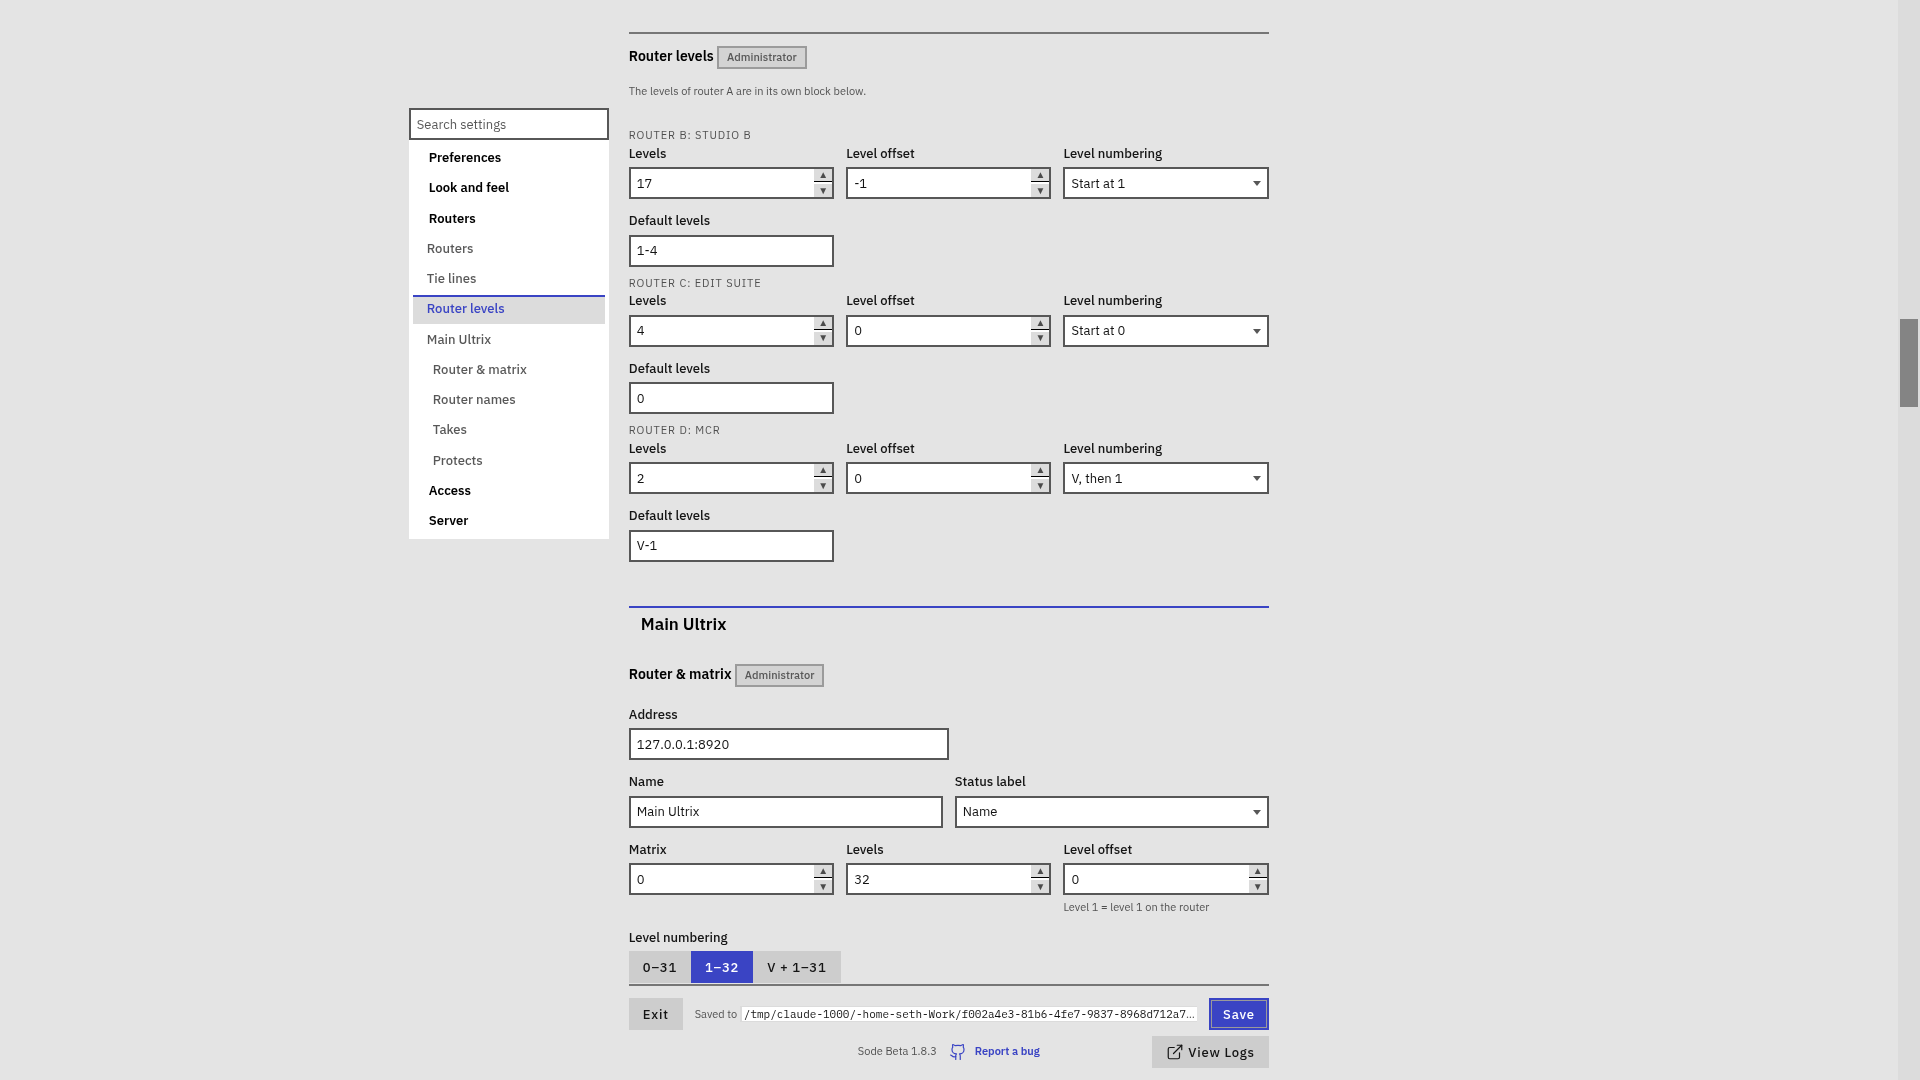 Router levels Administrator
The levels of router A are in its own block below.
Search settings
Preferences
Look and feel
Routers
Routers
Tie lines
Router levels
Main Ultrix
Router & matrix
Router names
Takes
Protects
Access
Server
ROUTER B: STUDIO B
Levels Level offset Level numbering
17 -1 Start at 1
Default levels
1-4
ROUTER C: EDIT SUITE
Levels Level offset Level numbering
4 0 Start at 0
Default levels
0
ROUTER D: MCR
Levels Level offset Level numbering
2 0 V, then 1
Default levels
V-1
Main Ultrix
Router & matrix Administrator
Address
127.0.0.1:8920
Name Status label
Main Ultrix Name
Matrix Levels Level offset
0 32 0
Level 1 = level 1 on the router
Level numbering
0–31 1–32 V + 1–31
Exit Saved to /tmp/claude-1000/-home-seth-Work/f002a4e3-81b6-4fe7-9837-8968d712a7… Save
Sode Beta 1.8.3 Report a bug View Logs